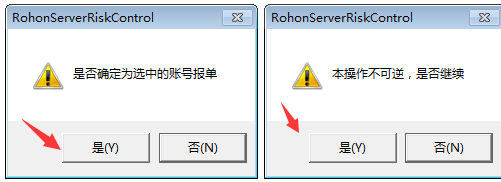 RohonServerRiskControl
是否确定为选中的账号报单
是(Y)
否(N)
RohonServerRiskControl
本操作不可逆，是否继续
是(Y)
否(N)